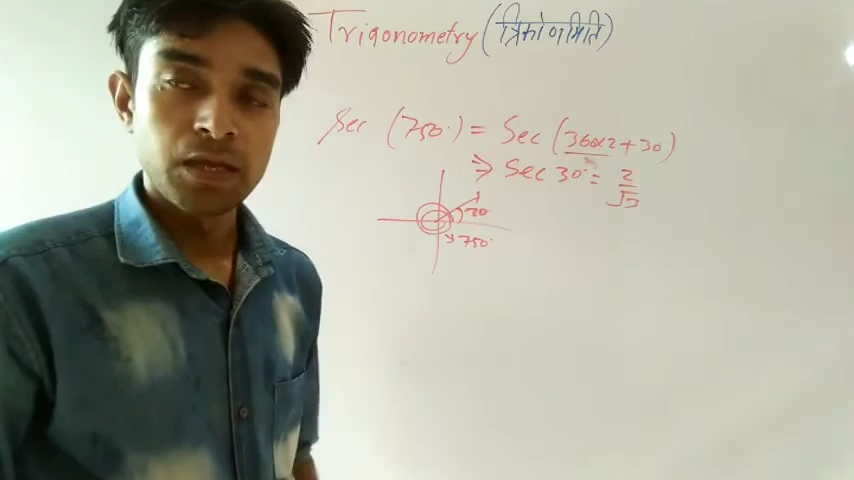 Trigonometry (त्रिकोणमिति)
Sec (750°) = Sec (360×2+30)
⇒ Sec 30° = 2/√3
30
750°